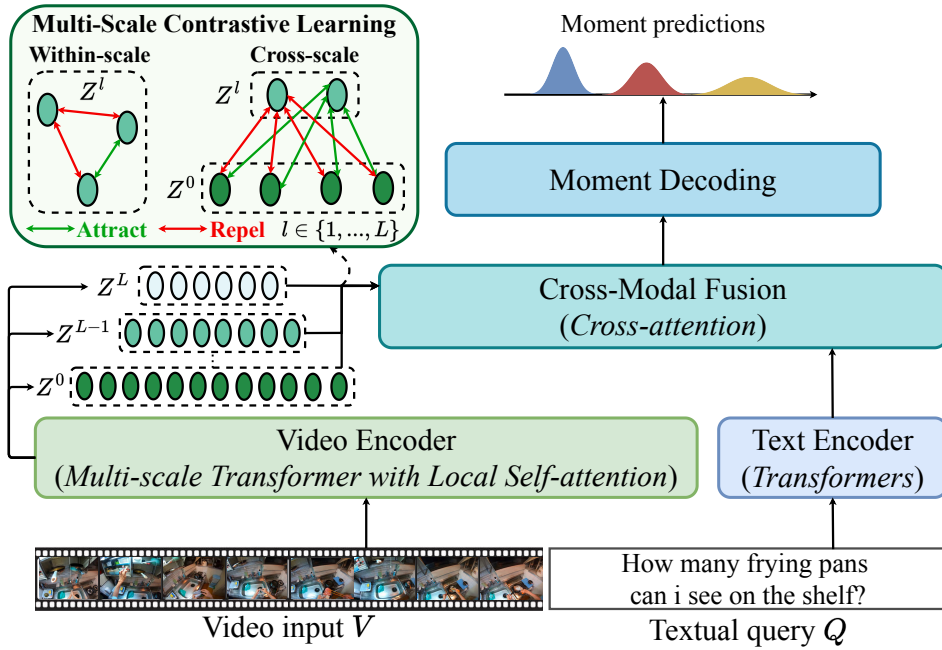 Multi-Scale Contrastive Learning
Within-scale
Cross-scale
Z^l
Z^l
Z^0
Attract
Repel
l ∈ {1, ..., L}
Moment predictions
Moment Decoding
Cross-Modal Fusion
(Cross-attention)
Z^L
Z^{L-1}
Z^0
Video Encoder
(Multi-scale Transformer with Local Self-attention)
Text Encoder
(Transformers)
How many frying pans
can i see on the shelf?
Video input V
Textual query Q